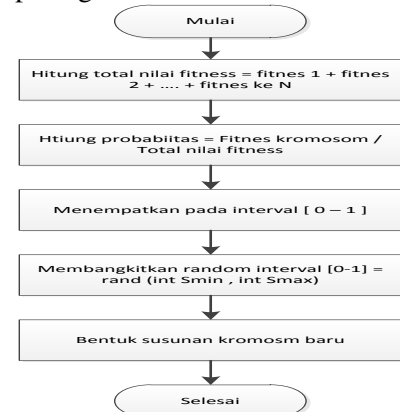 Mulai
Hitung total nilai fitness = fitnes 1 + fitnes
2 + .... + fitnes ke N
Htiung probabiitas = Fitnes kromosom /
Total nilai fitness
Menempatkan pada interval [ 0 – 1 ]
Membangkitkan random interval [0-1] =
rand (int Smin , int Smax)
Bentuk susunan kromosm baru
Selesai